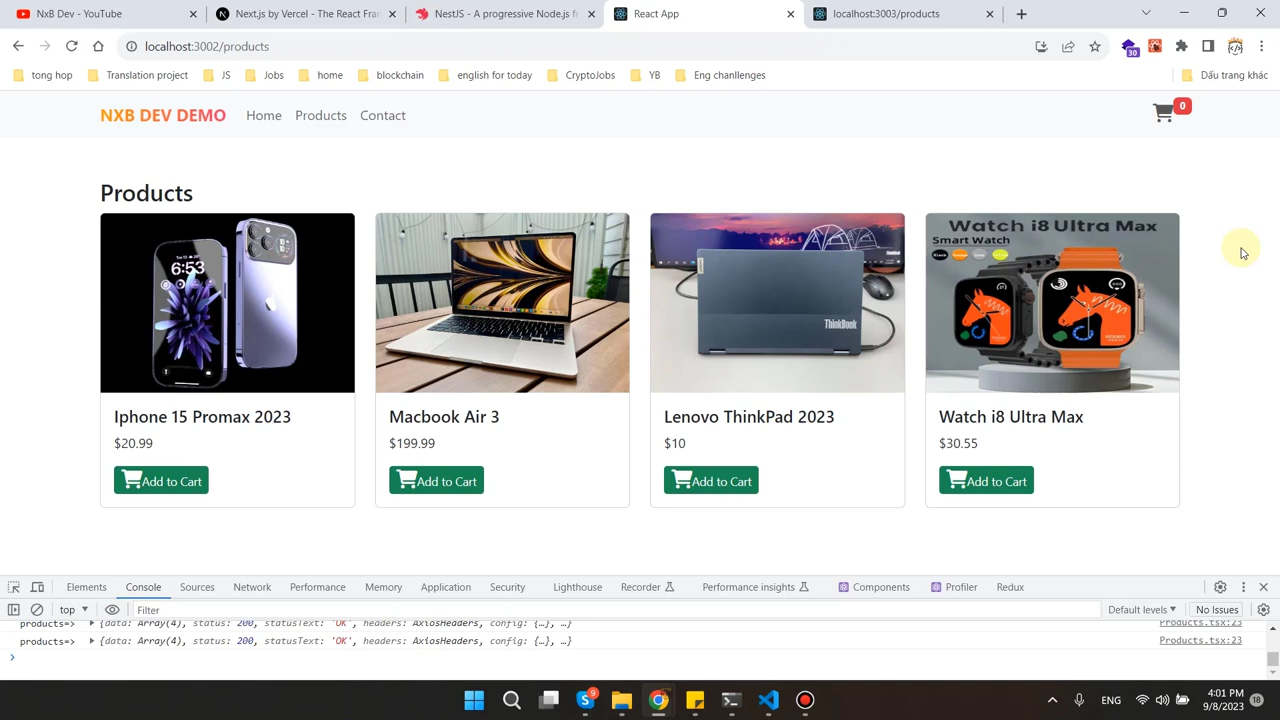 NxB Dev - YouTube
Next.js by Vercel - The React Fran
NestJS - A progressive Node.js fr
React App
localhost:3003/products
localhost:3002/products
30
tong hop
Translation project
JS
Jobs
home
blockchain
english for today
CryptoJobs
YB
Eng chanllenges
Dấu trang khác
NXB DEV DEMO
Home
Products
Contact
0
Products
6:53
Watch i8 Ultra Max
Smart Watch
Black
ThinkBook
Iphone 15 Promax 2023
Macbook Air 3
Lenovo ThinkPad 2023
Watch i8 Ultra Max
$20.99
$199.99
$10
$30.55
Add to Cart
Add to Cart
Add to Cart
Add to Cart
Elements
Console
Sources
Network
Performance
Memory
Application
Security
Lighthouse
Recorder
Performance insights
Components
Profiler
Redux
top
Filter
Default levels
No Issues
products=> {data: Array(4), status: 200, statusText: 'OK', headers: AxiosHeaders, config: {…}, …}
Products.tsx:23
products=> {data: Array(4), status: 200, statusText: 'OK', headers: AxiosHeaders, config: {…}, …}
Products.tsx:23
9
ENG
4:01 PM
9/8/2023
18